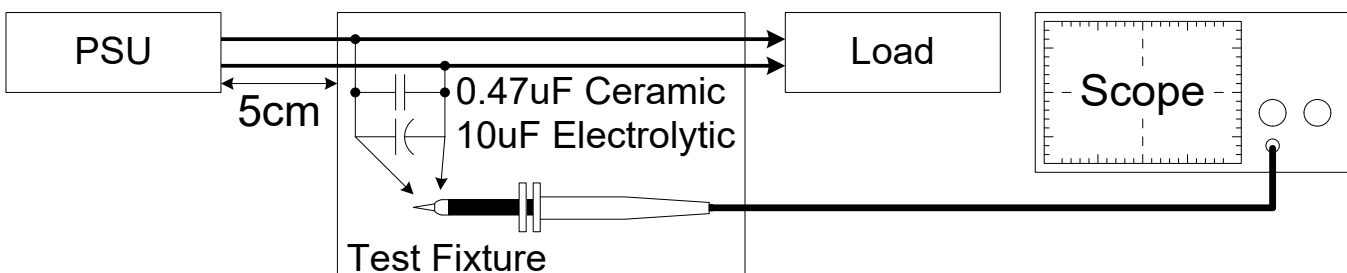 PSU
Load
Scope
5cm
0.47uF Ceramic
10uF Electrolytic
Test Fixture